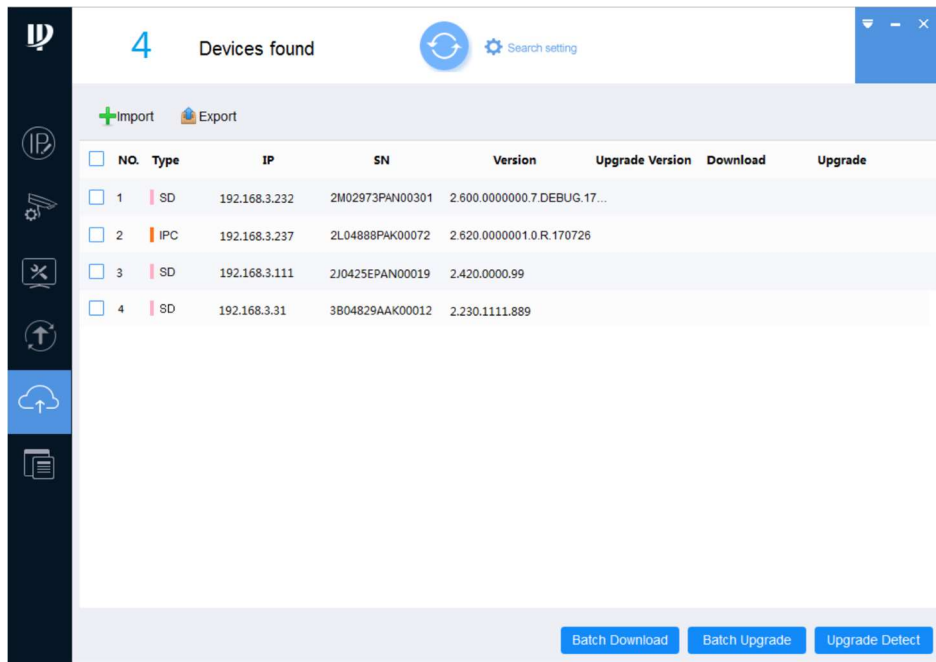 4 Devices found Search setting
Import Export
NO. Type IP SN Version Upgrade Version Download Upgrade
1 SD 192.168.3.232 2M02973PAN00301 2.600.0000000.7.DEBUG.17...
2 IPC 192.168.3.237 2L04888PAK00072 2.620.0000001.0.R.170726
3 SD 192.168.3.111 2J0425EPAN00019 2.420.0000.99
4 SD 192.168.3.31 3B04829AAK00012 2.230.1111.889
Batch Download Batch Upgrade Upgrade Detect